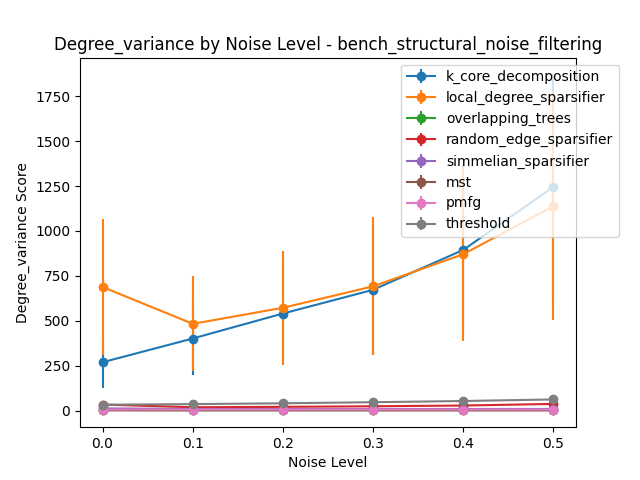 Degree_variance by Noise Level - bench_structural_noise_filtering
Degree_variance Score
1750
1500
1250
1000
750
500
250
0
0.0
0.1
0.2
0.3
0.4
0.5
Noise Level
k_core_decomposition
local_degree_sparsifier
overlapping_trees
random_edge_sparsifier
simmelian_sparsifier
mst
pmfg
threshold